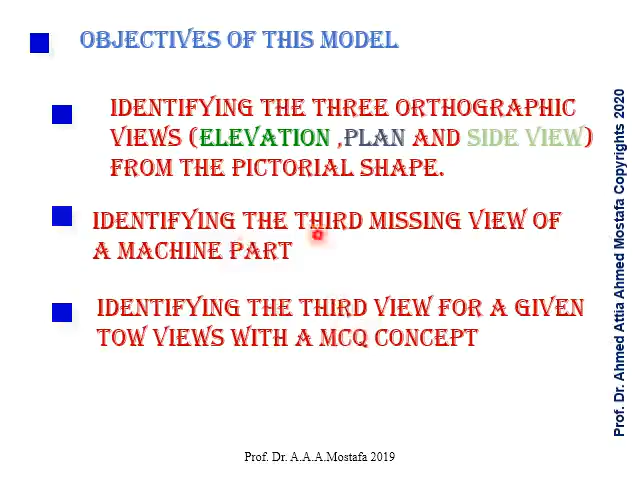 OBJECTIVES OF THIS MODEL
IDENTIFYING THE THREE ORTHOGRAPHIC
VIEWS (ELEVATION ,PLAN AND SIDE VIEW)
FROM THE PICTORIAL SHAPE.
IDENTIFYING THE THIRD MISSING VIEW OF
A MACHINE PART
IDENTIFYING THE THIRD VIEW FOR A GIVEN
TOW VIEWS WITH A MCQ CONCEPT
Prof. Dr. A.A.A.Mostafa 2019
Prof. Dr. Ahmed Attia Ahmed Mostafa Copyrights 2020